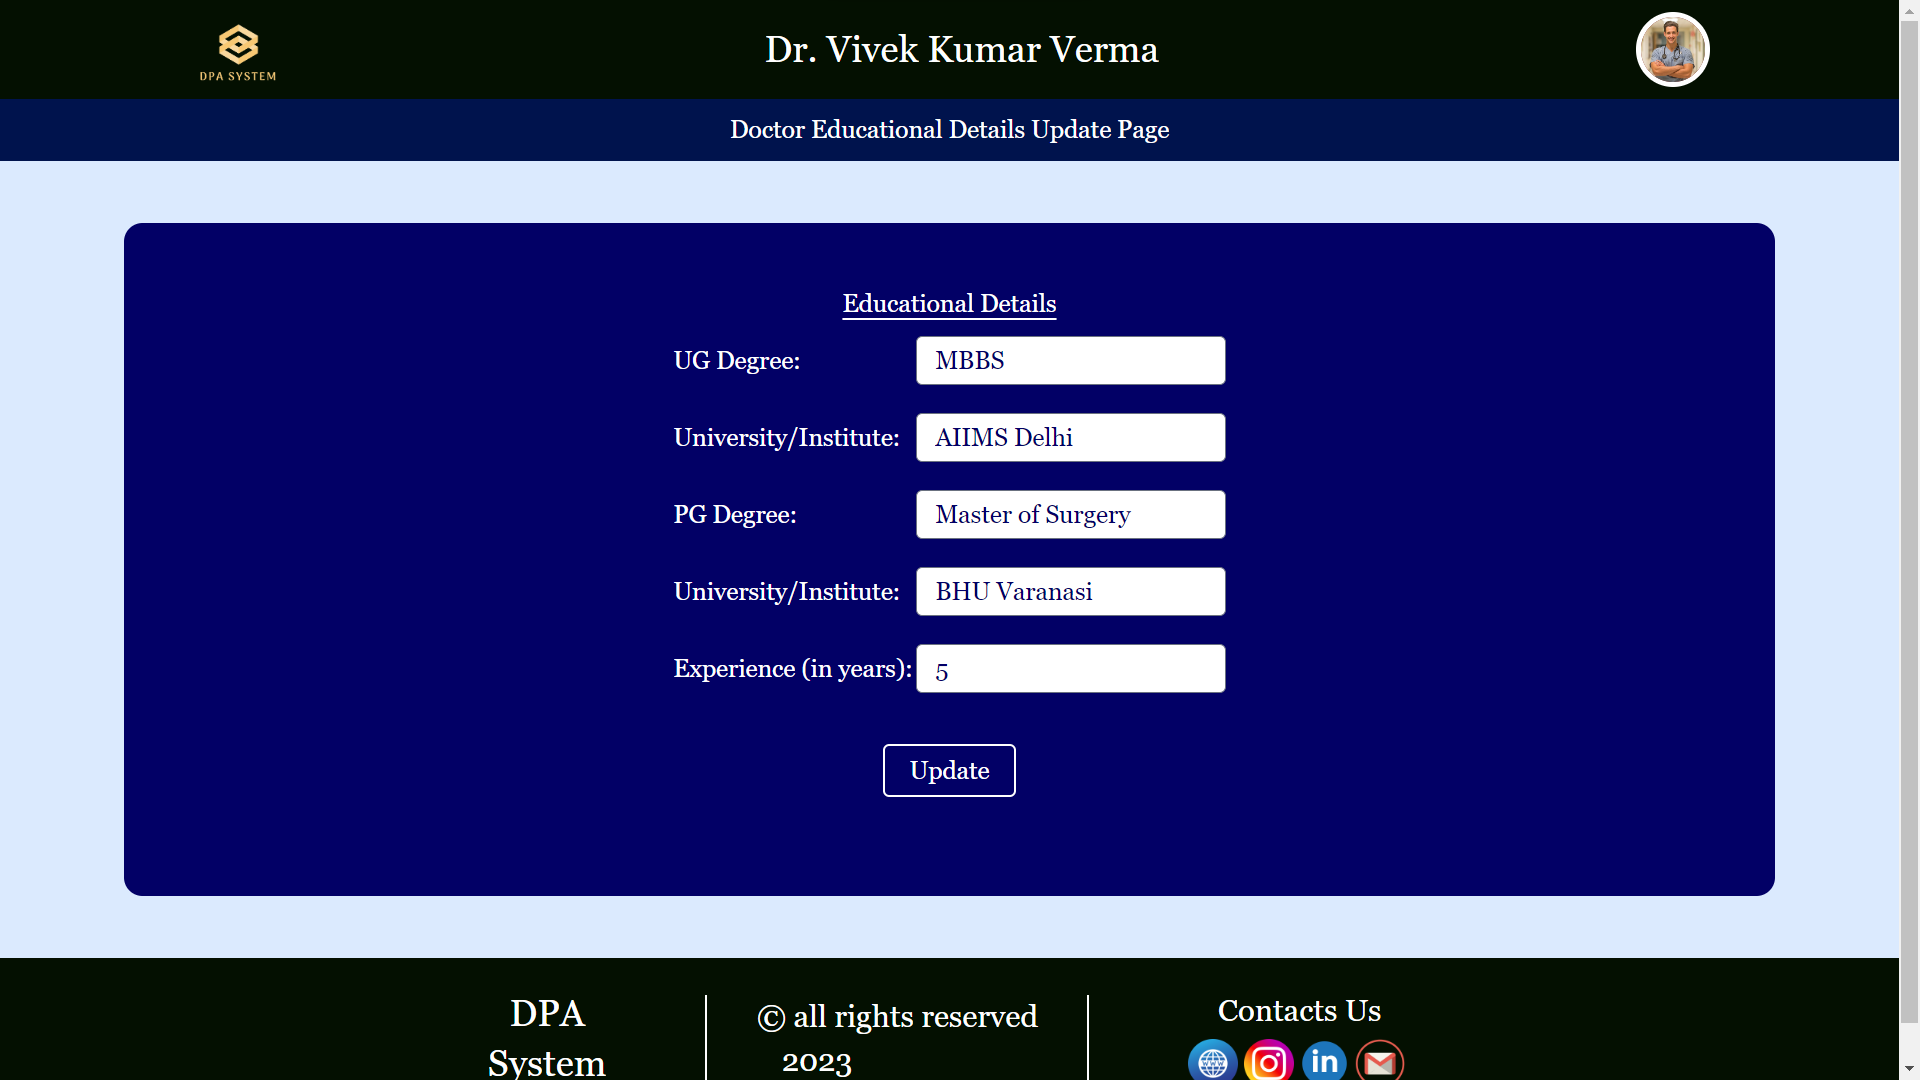 DPA SYSTEM
Dr. Vivek Kumar Verma
Doctor Educational Details Update Page
Educational Details
UG Degree: MBBS
University/Institute: AIIMS Delhi
PG Degree: Master of Surgery
University/Institute: BHU Varanasi
Experience (in years): 5
Update
DPA
System
© all rights reserved
2023
Contacts Us
in